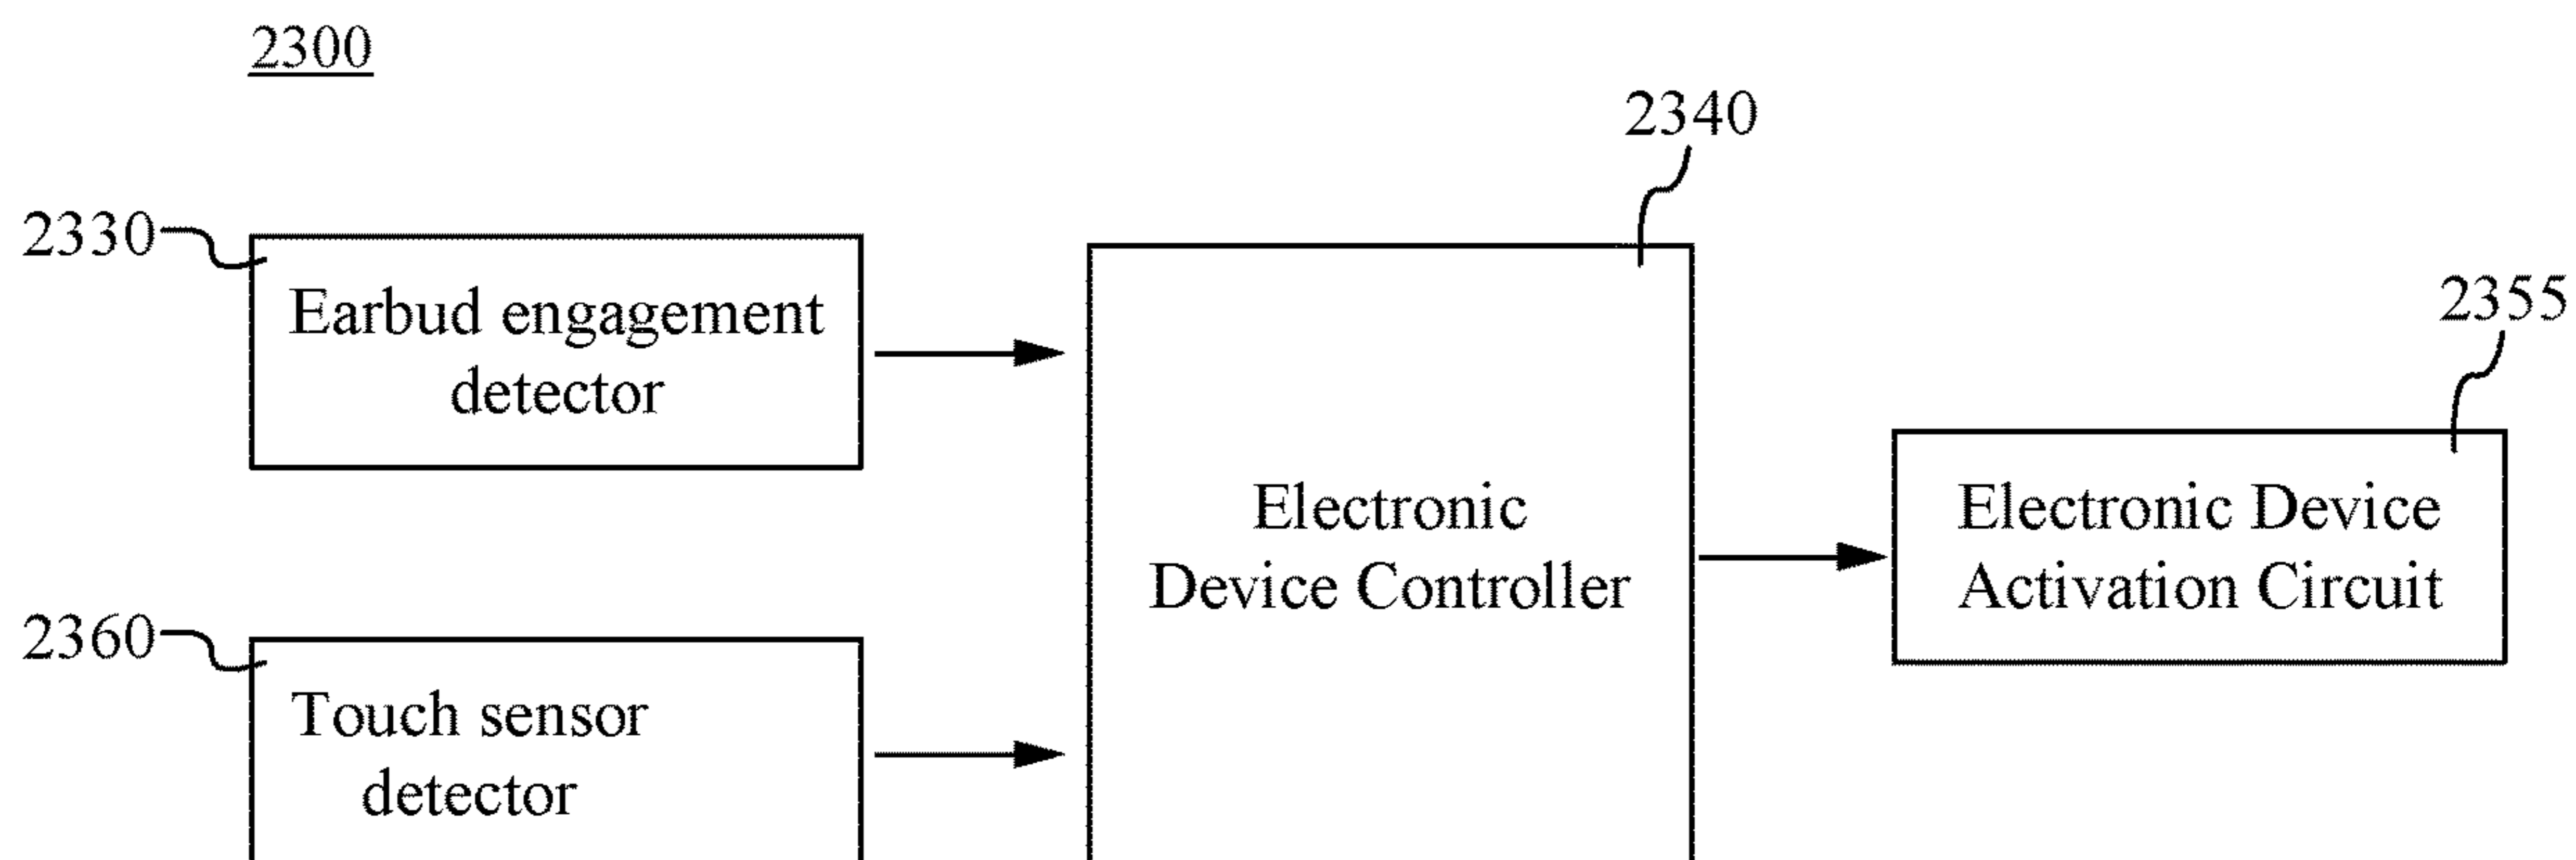 2300
2340
2330
Earbud engagement
detector
2355
Electronic
Device Controller
Electronic Device
Activation Circuit
2360
Touch sensor
detector